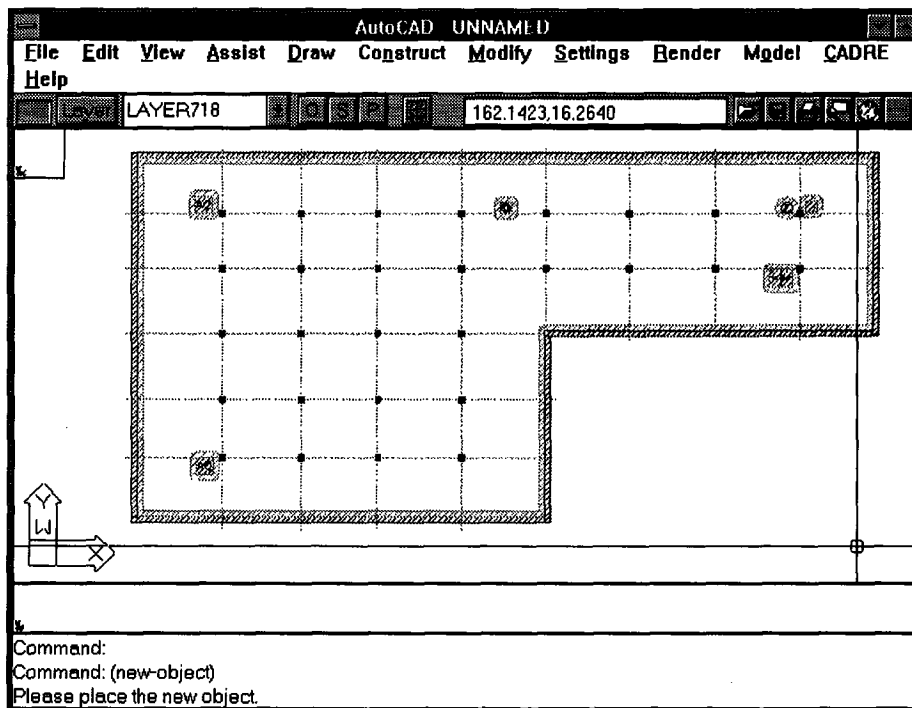 AutoCAD UNNAMED
File Edit View Assist Draw Construct Modify Settings Render Model CADRE
Help
Layer LAYER718 O S P 162.1423,16.2640
Y
W
X
Command:
Command: (new-object)
Please place the new object.